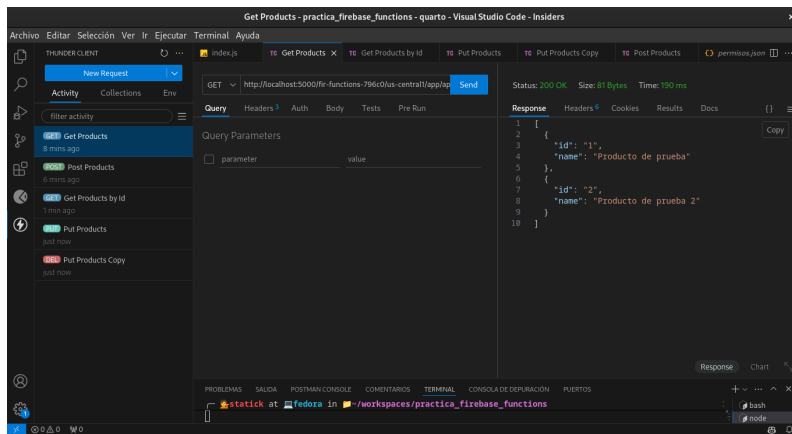 Get Products - practica_firebase_functions - quarto - Visual Studio Code - Insiders
Archivo Editar Selección Ver Ir Ejecutar Terminal Ayuda
THUNDER CLIENT
New Request
Activity Collections Env
filter activity
GET Get Products
8 mins ago
POST Post Products
6 mins ago
GET Get Products by Id
1 min ago
PUT Put Products
just now
DEL Put Products Copy
just now
index.js TC Get Products TC Get Products by Id TC Put Products TC Put Products Copy TC Post Products permisos.json
GET http://localhost:5000/fir-functions-796c0/us-central1/app/ap Send
Query Headers 3 Auth Body Tests Pre Run
Query Parameters
parameter value
Status: 200 OK Size: 81 Bytes Time: 190 ms
Response Headers 6 Cookies Results Docs {}
Copy
1 [
2 {
3 "id": "1",
4 "name": "Producto de prueba"
5 },
6 {
7 "id": "2",
8 "name": "Producto de prueba 2"
9 }
10 ]
Response Chart
PROBLEMAS SALIDA POSTMAN CONSOLE COMENTARIOS TERMINAL CONSOLA DE DEPURACIÓN PUERTOS
statick at fedora in ~/workspaces/practica_firebase_functions
bash
node
0 0 0